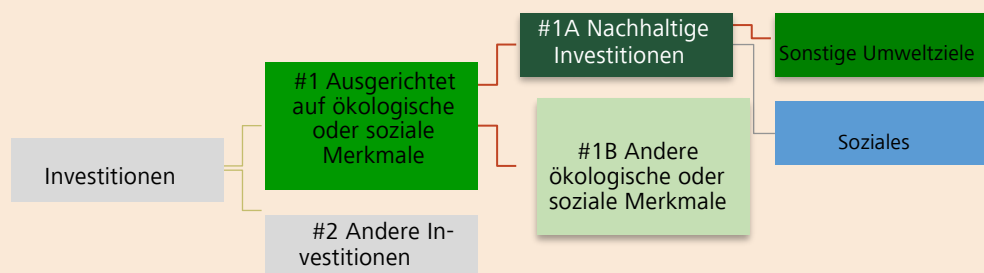 Investitionen
#1 Ausgerichtet
auf ökologische
oder soziale
Merkmale
#2 Andere In-
vestitionen
#1A Nachhaltige
Investitionen
#1B Andere
ökologische oder
soziale Merkmale
Sonstige Umweltziele
Soziales